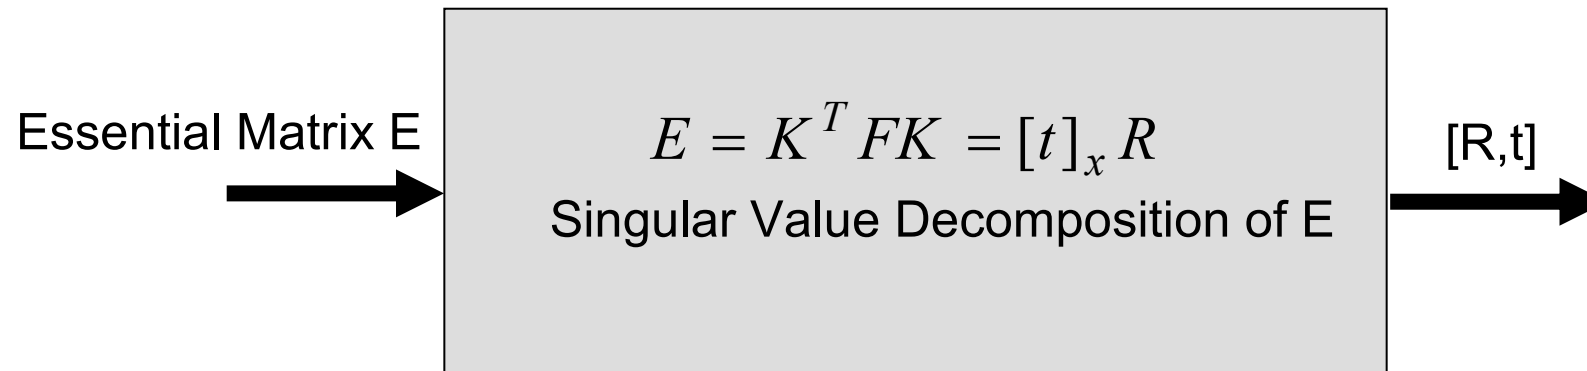 Essential Matrix E
E = K^T FK = [t]_x R
Singular Value Decomposition of E
[R,t]